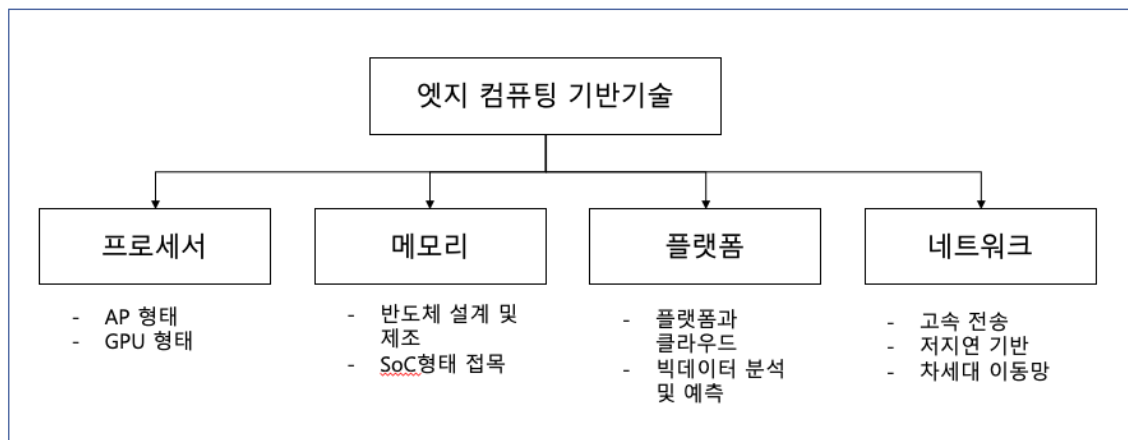 엣지 컴퓨팅 기반기술
프로세서
메모리
플랫폼
네트워크
- AP 형태
- GPU 형태
- 반도체 설계 및
제조
- SoC형태 접목
- 플랫폼과
클라우드
- 빅데이터 분석
및 예측
- 고속 전송
- 저지연 기반
- 차세대 이동망